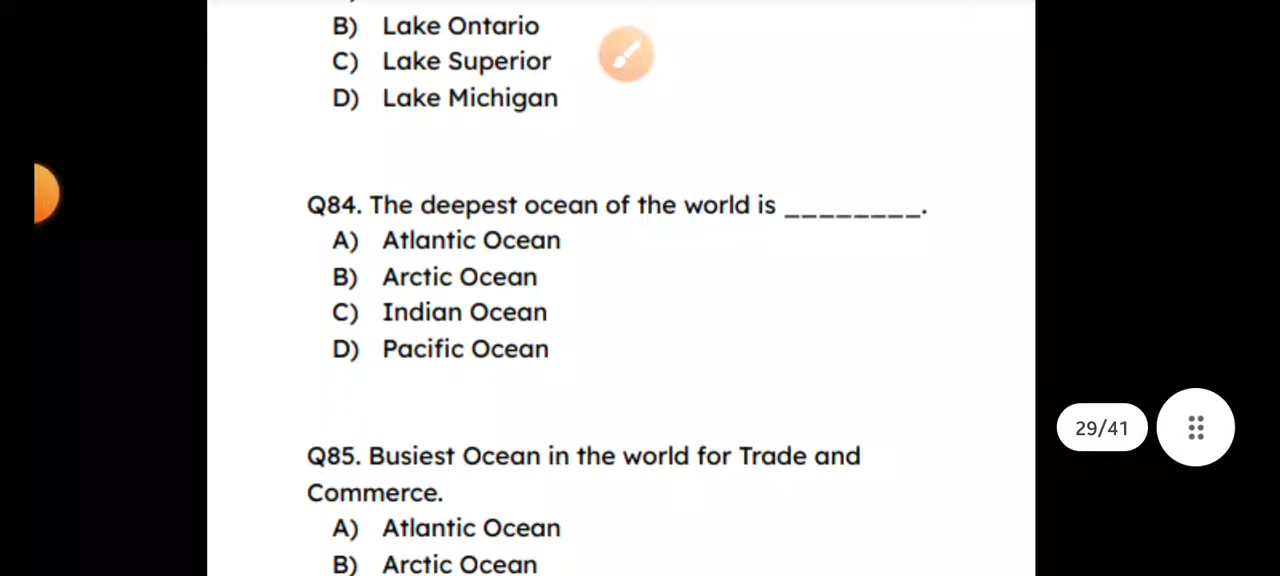 B) Lake Ontario
C) Lake Superior
D) Lake Michigan
Q84. The deepest ocean of the world is ________.
A) Atlantic Ocean
B) Arctic Ocean
C) Indian Ocean
D) Pacific Ocean
29/41
Q85. Busiest Ocean in the world for Trade and
Commerce.
A) Atlantic Ocean
B) Arctic Ocean